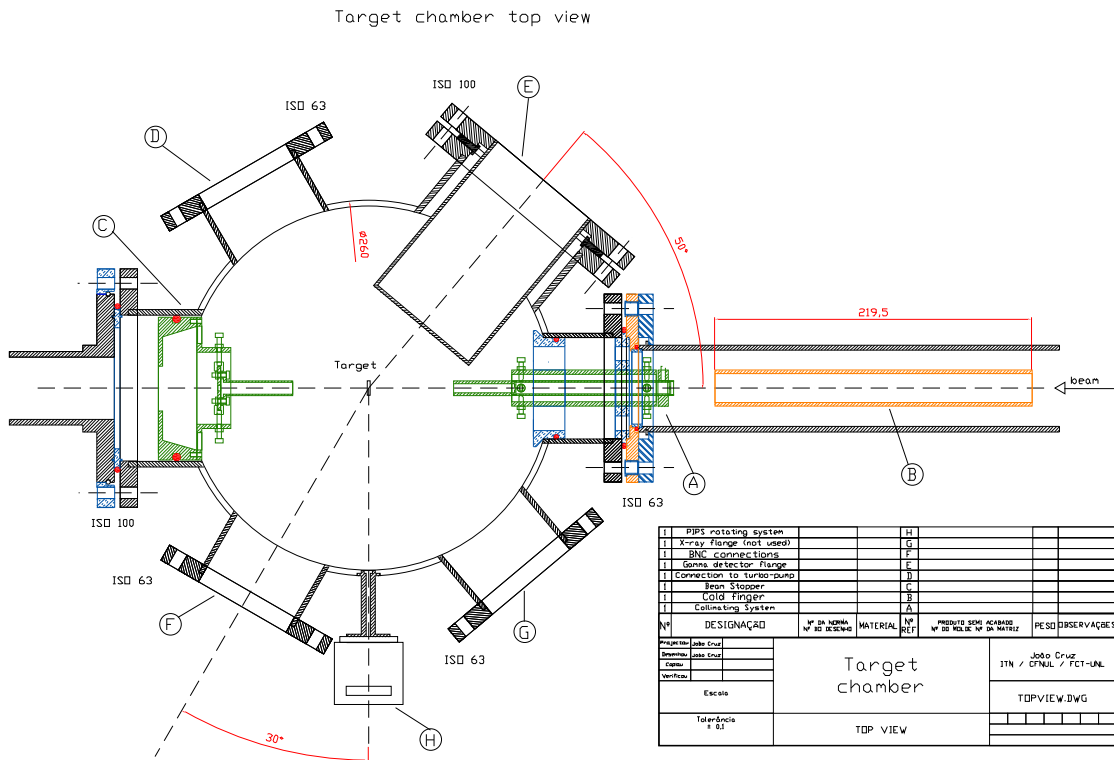 Target chamber top view
ISO 100
E
ISO 63
D
50°
Ø260
C
219,5
Target
beam
A
B
ISO 63
ISO 100
ISO 63
F
G
ISO 63
H
30°
1 PIPS rotating system H
1 X-ray flange (not used) G
1 BNC connections F
1 Gamma detector flange E
1 Connection to turbo-pump D
1 Beam Stopper C
1 Cold finger B
1 Collimating System A
Nº DESIGNAÇÃO Nº DA NORMA Nº DO DESENHO MATERIAL Nº REF PRODUTO SEMI ACABADO Nº DO MOLDE Nº DA MATRIZ PESO OBSERVAÇÕES
Projectou João Cruz
Desenhou João Cruz
Copiou
Verificou
Escala
Tolerância
± 0,1
Target
chamber
TOP VIEW
João Cruz
ITN / CFNUL / FCT-UNL
TOPVIEW.DWG